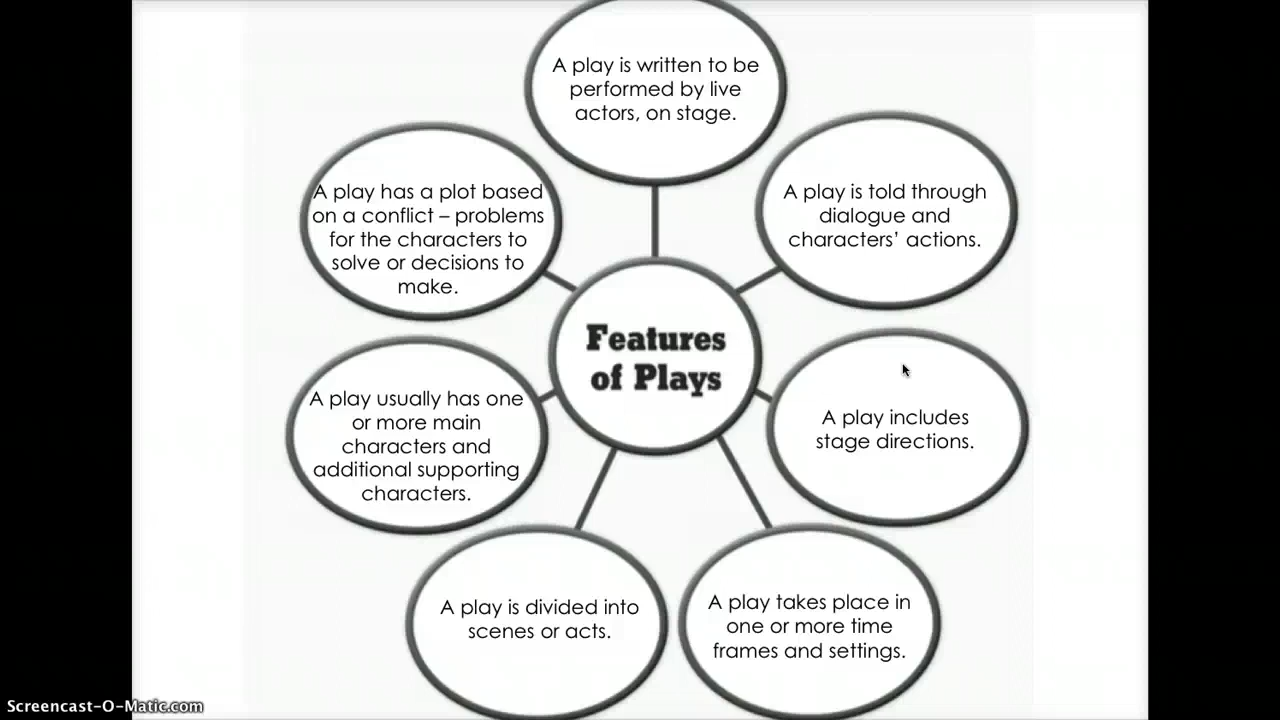 A play is written to be
performed by live
actors, on stage.
A play is told through
dialogue and
characters’ actions.
A play includes
stage directions.
A play takes place in
one or more time
frames and settings.
A play is divided into
scenes or acts.
A play usually has one
or more main
characters and
additional supporting
characters.
A play has a plot based
on a conflict – problems
for the characters to
solve or decisions to
make.
Features
of Plays
Screencast-O-Matic.com